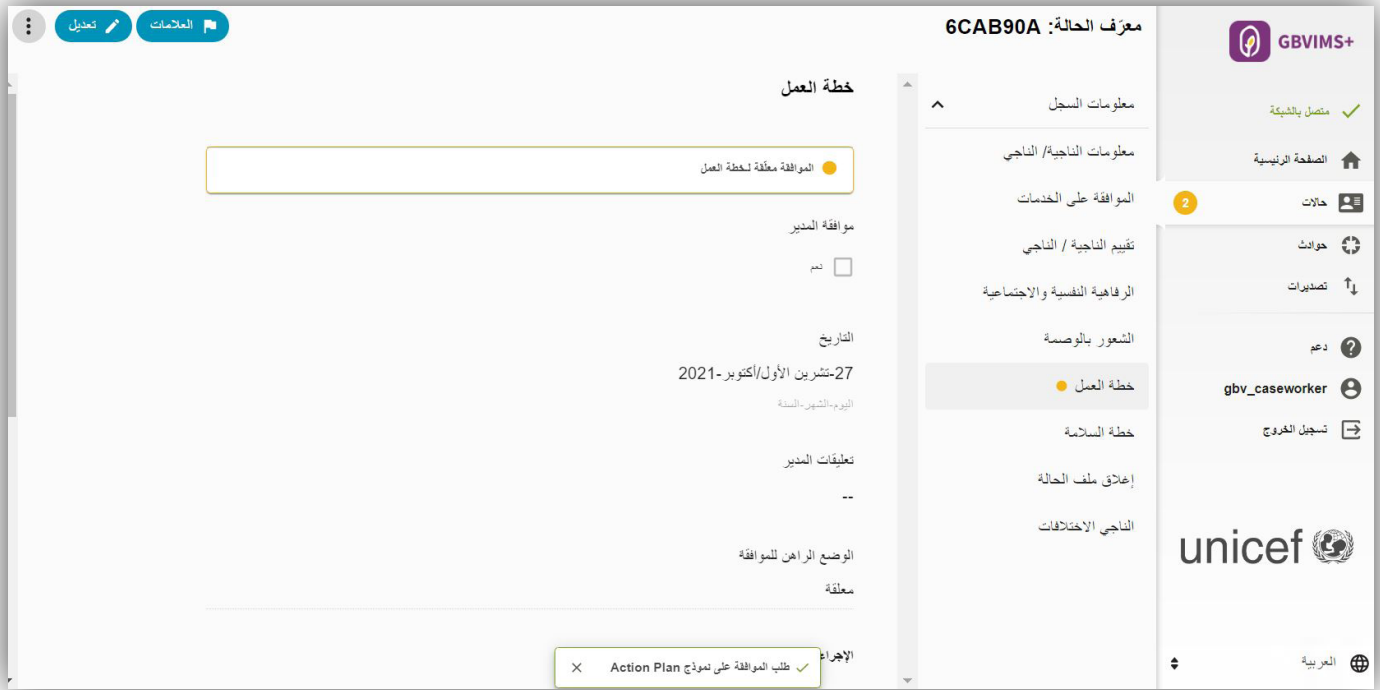 GBVIMS+
متصل بالشبكة
الصفحة الرئيسية
حالات
2
حوادث
تصديرات
دعم
gbv_caseworker
تسجيل الخروج
unicef
العربية
معرّف الحالة: 6CAB90A
العلامات
تعديل
معلومات السجل
معلومات الناجية/ الناجي
الموافقة على الخدمات
تقييم الناجية / الناجي
الرفاهية النفسية والاجتماعية
الشعور بالوصمة
خطة العمل
خطة السلامة
إغلاق ملف الحالة
الناجي الاختلافات
خطة العمل
الموافقة معلّقة لخطة العمل
موافقة المدير
نعم
التاريخ
27-تشرين الأول/أكتوبر-2021
اليوم-الشهر-السنة
تعليقات المدير
--
الوضع الراهن للموافقة
معلقة
الإجراء
طلب الموافقة على نموذج Action Plan